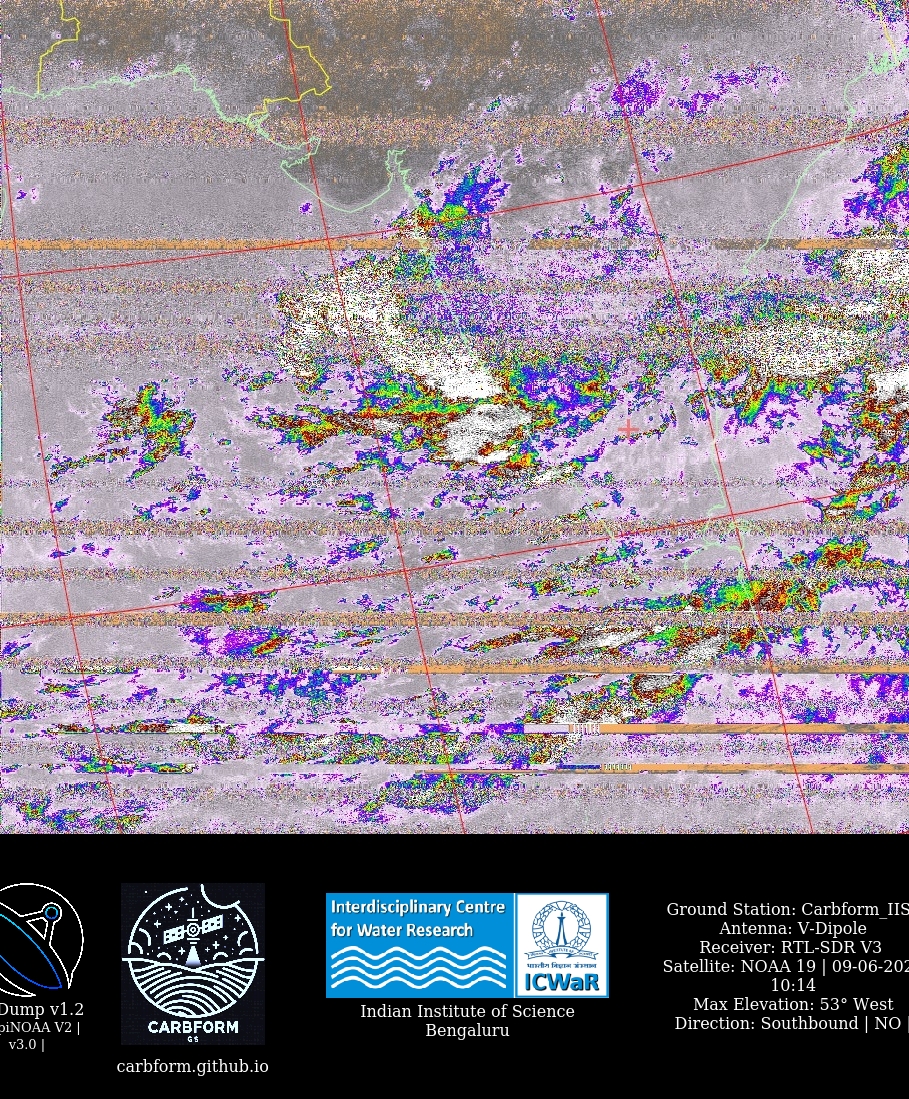 Dump v1.2
piNOAA V2 |
v3.0 |
CARBFORM
GS
carbform.github.io
Interdisciplinary Centre
for Water Research
भारतीय विज्ञान संस्थान
ICWaR
Indian Institute of Science
Bengaluru
Ground Station: Carbform_IIS
Antenna: V-Dipole
Receiver: RTL-SDR V3
Satellite: NOAA 19 | 09-06-202
10:14
Max Elevation: 53° West
Direction: Southbound | NO |